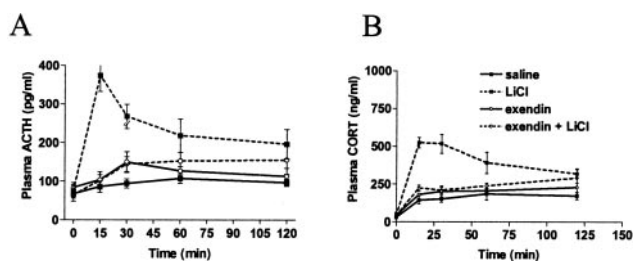 A
Plasma ACTH (pg/ml)
400
300
200
100
0
0 15 30 45 60 75 90 105 120
Time (min)
B
Plasma CORT (ng/ml)
1000
750
500
250
0
0 25 50 75 100 125 150
Time (min)
saline
LiCl
exendin
exendin + LiCl